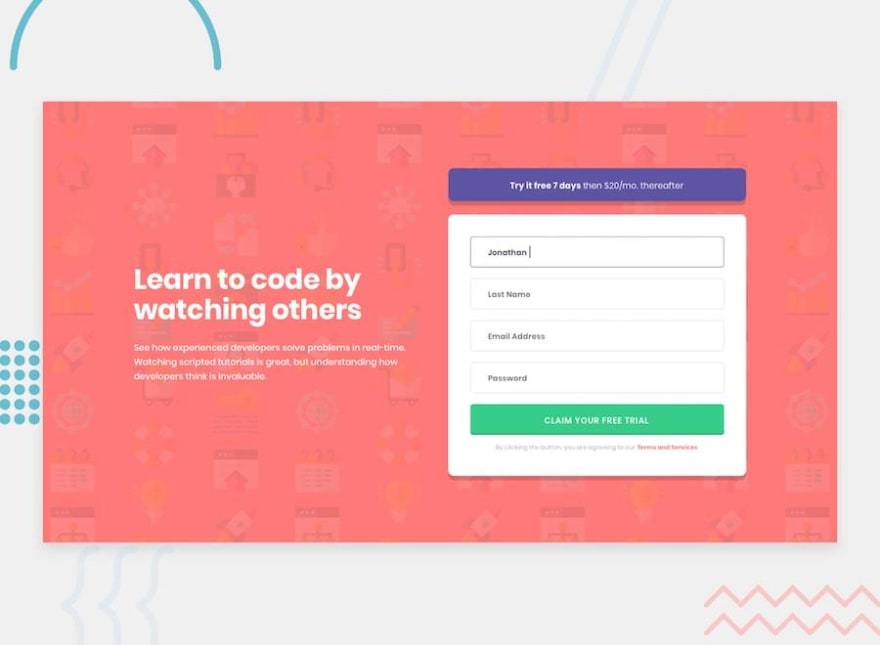 Learn to code by
watching others
See how experienced developers solve problems in real-time.
Watching scripted tutorials is great, but understanding how
developers think is invaluable.
Try it free 7 days then $20/mo. thereafter
Jonathan
Last Name
Email Address
Password
CLAIM YOUR FREE TRIAL
By clicking the button, you are agreeing to our Terms and Services